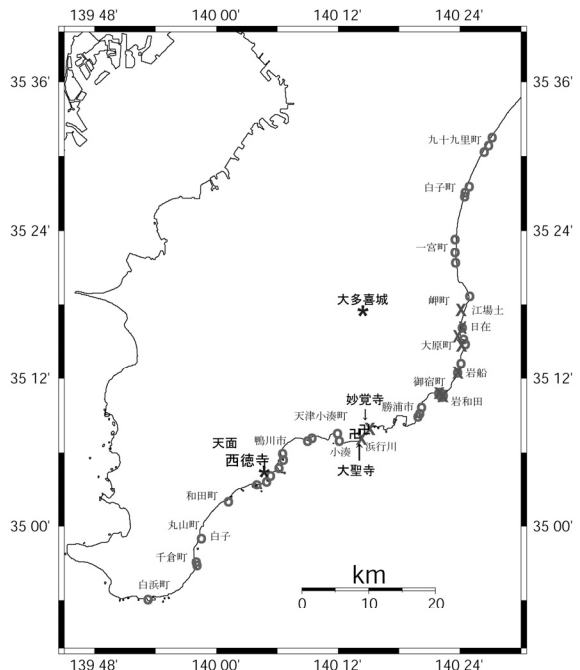 139 48' 140 00' 140 12' 140 24'
35 36' 35 36'
九十九里町
白子町
35 24' 35 24'
一宮町
大多喜城
岬町 江場土
日在
大原町
35 12' 35 12'
岩船
御宿町
妙覚寺 岩和田
勝浦市
天津小湊町
天面 鴨川市
小湊 浜行川
西徳寺
大聖寺
和田町
35 00' 35 00'
丸山町 白子
千倉町
km
白浜町
0 10 20
139 48' 140 00' 140 12' 140 24'